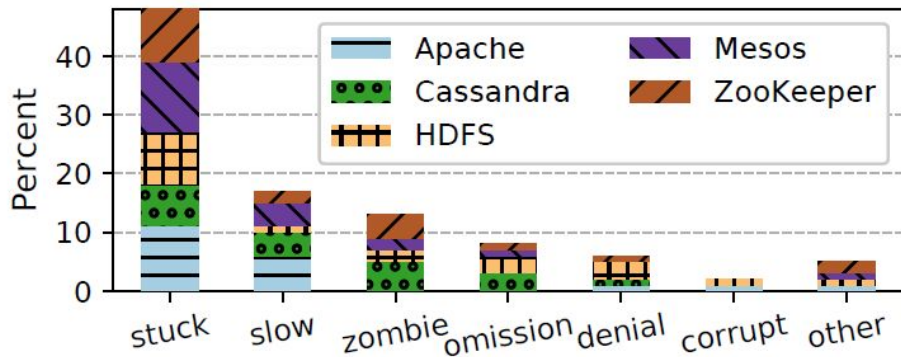 Percent
40
30
20
10
0
Apache
Cassandra
HDFS
Mesos
ZooKeeper
stuck
slow
zombie
omission
denial
corrupt
other